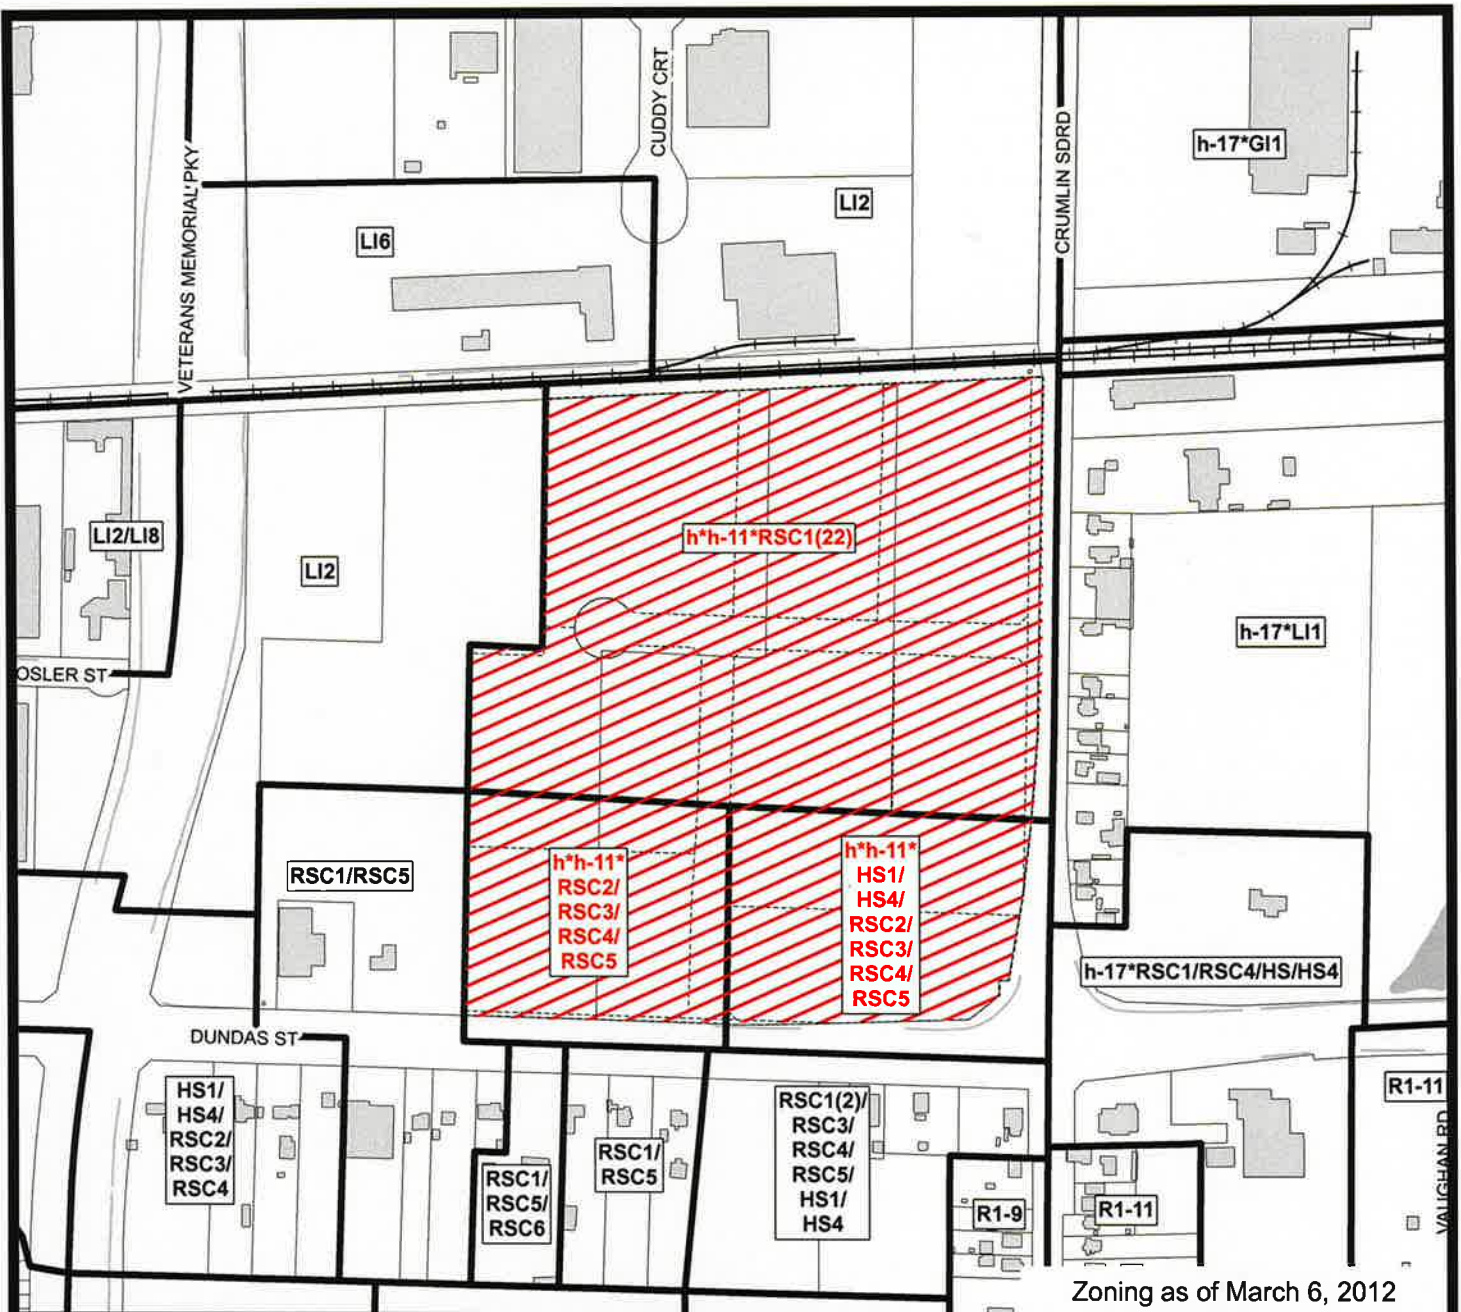 VETERANS MEMORIAL PKY
CUDDY CRT
CRUMLIN SDRD
h-17*GI1
LI2
LI6
LI2/LI8
LI2
h*h-11*RSC1(22)
h-17*LI1
OSLER ST
RSC1/RSC5
h*h-11*
RSC2/
RSC3/
RSC4/
RSC5
h*h-11*
HS1/
HS4/
RSC2/
RSC3/
RSC4/
RSC5
h-17*RSC1/RSC4/HS/HS4
DUNDAS ST
HS1/
HS4/
RSC2/
RSC3/
RSC4
RSC1/
RSC5/
RSC6
RSC1/
RSC5
RSC1(2)/
RSC3/
RSC4/
RSC5/
HS1/
HS4
R1-9
R1-11
R1-11
VAUGHAN RD
Zoning as of March 6, 2012